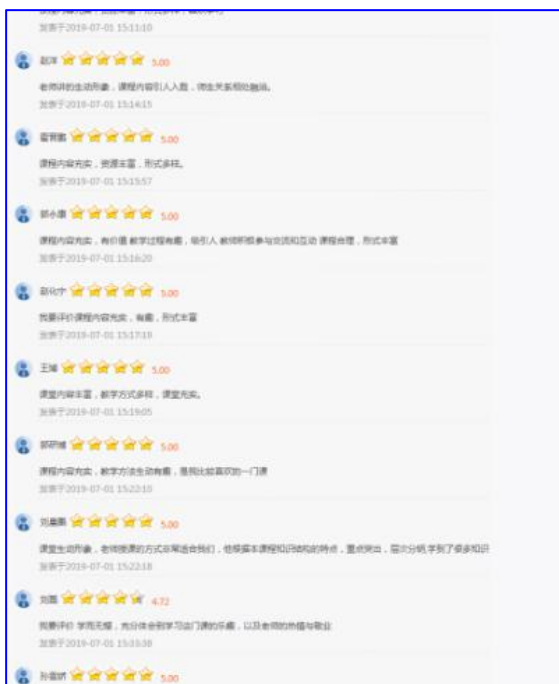 发表于2019-07-01 15:11:10
赵洋 5.00
老师讲的生动形象，课程内容引人入胜，师生关系相处融洽。
发表于2019-07-01 15:14:15
5.00
课程内容充实，资源丰富，形式多样。
发表于2019-07-01 15:15:57
郭小康 5.00
课程内容充实，有价值 教学过程有趣，吸引人 教师积极参与交流和互动 课程合理，形式丰富
发表于2019-07-01 15:16:20
5.00
我要评价课程内容充实，有趣，形式丰富
发表于2019-07-01 15:17:19
5.00
课堂内容丰富，教学方式多样，课堂充实。
发表于2019-07-01 15:19:05
5.00
课程内容充实，教学方法生动有趣，是我比较喜欢的一门课
发表于2019-07-01 15:22:10
刘晨鹏 5.00
课堂生动形象，老师授课的方式非常适合我们，他根据本课程知识结构的特点，重点突出，层次分明,学到了很多知识
发表于2019-07-01 15:22:18
刘磊 4.72
我要评价 学而无憾，充分体会到学习这门课的乐趣，以及老师的热情与敬业
发表于2019-07-01 15:33:38
5.00